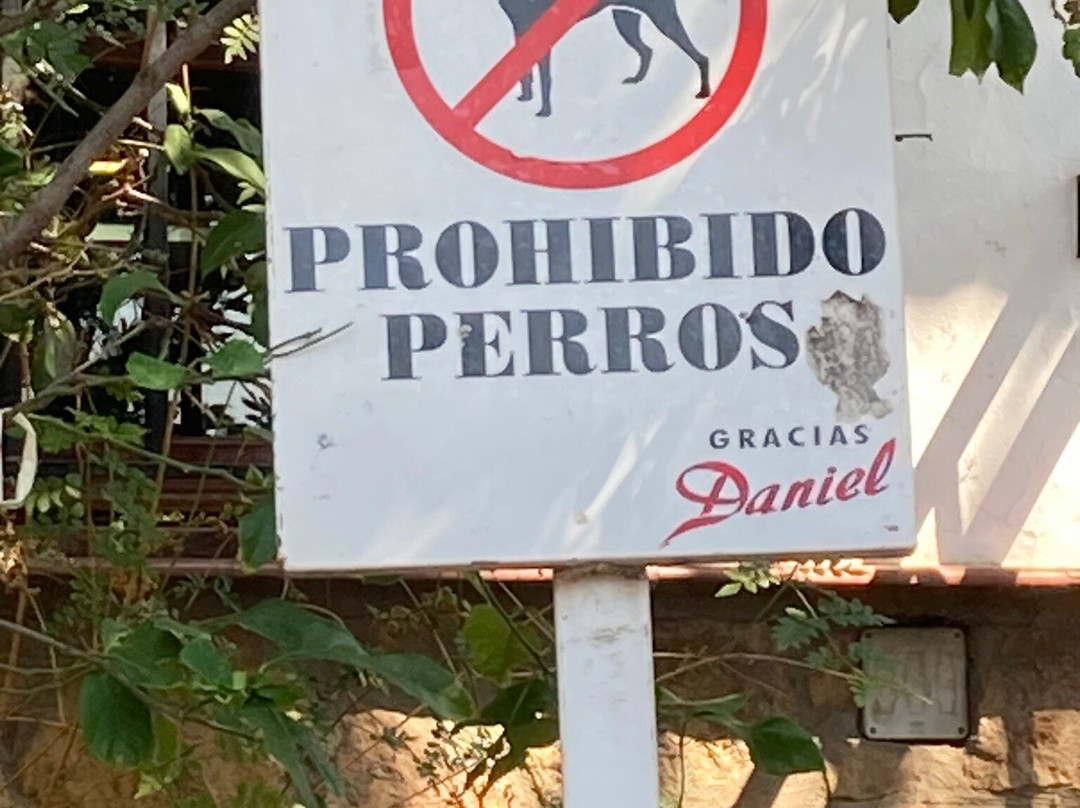 PROHIBIDO
PERROS
GRACIAS
Daniel